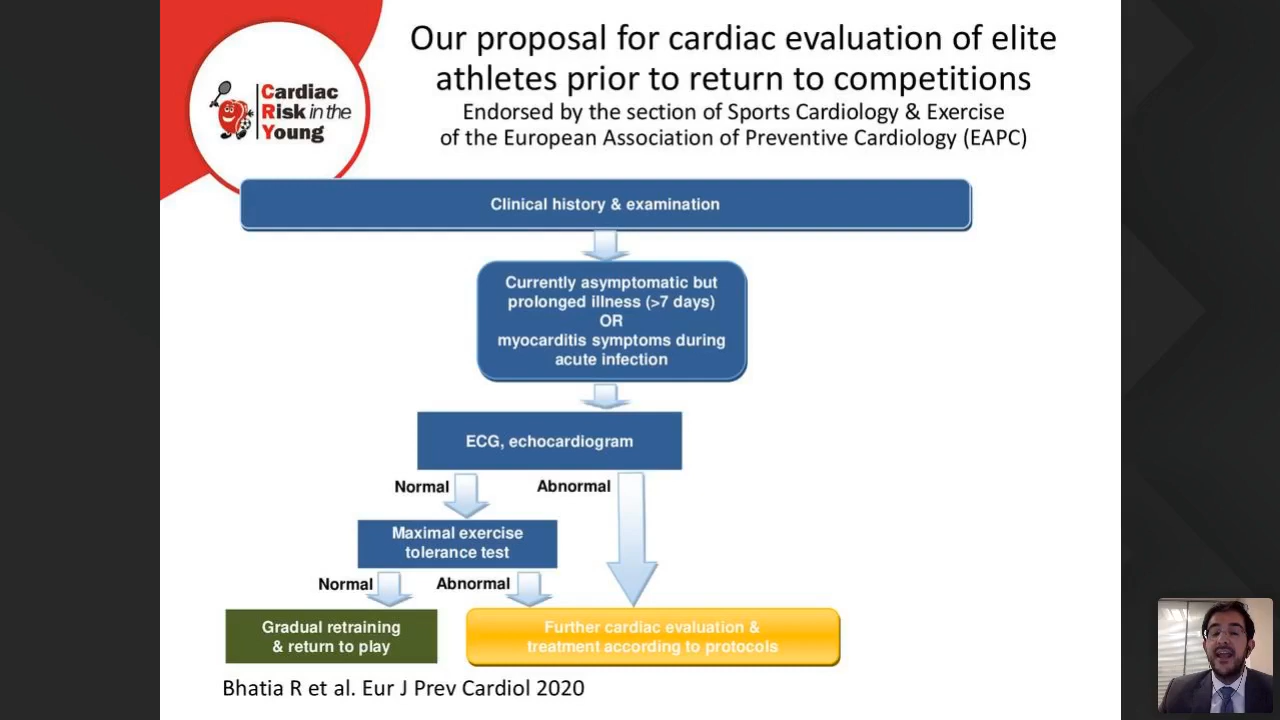 Cardiac
Risk in the
Young
Our proposal for cardiac evaluation of elite
athletes prior to return to competitions
Endorsed by the section of Sports Cardiology & Exercise
of the European Association of Preventive Cardiology (EAPC)
Clinical history & examination
Currently asymptomatic but
prolonged illness (>7 days)
OR
myocarditis symptoms during
acute infection
ECG, echocardiogram
Normal
Abnormal
Maximal exercise
tolerance test
Normal
Abnormal
Gradual retraining
& return to play
Further cardiac evaluation &
treatment according to protocols
Bhatia R et al. Eur J Prev Cardiol 2020